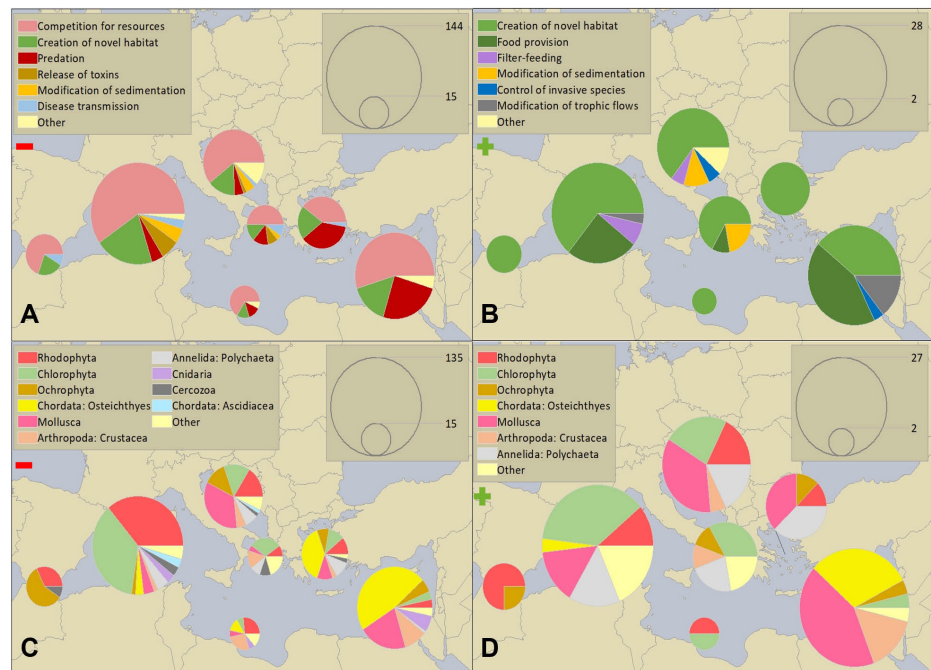 Competition for resources
Creation of novel habitat
Predation
Release of toxins
Modification of sedimentation
Disease transmission
Other
144
15
A
Creation of novel habitat
Food provision
Filter-feeding
Modification of sedimentation
Control of invasive species
Modification of trophic flows
Other
28
2
B
Rhodophyta
Chlorophyta
Ochrophyta
Chordata: Osteichthyes
Mollusca
Arthropoda: Crustacea
Annelida: Polychaeta
Cnidaria
Cercozoa
Chordata: Ascidiacea
Other
135
15
C
Rhodophyta
Chlorophyta
Ochrophyta
Chordata: Osteichthyes
Mollusca
Arthropoda: Crustacea
Annelida: Polychaeta
Other
27
2
D